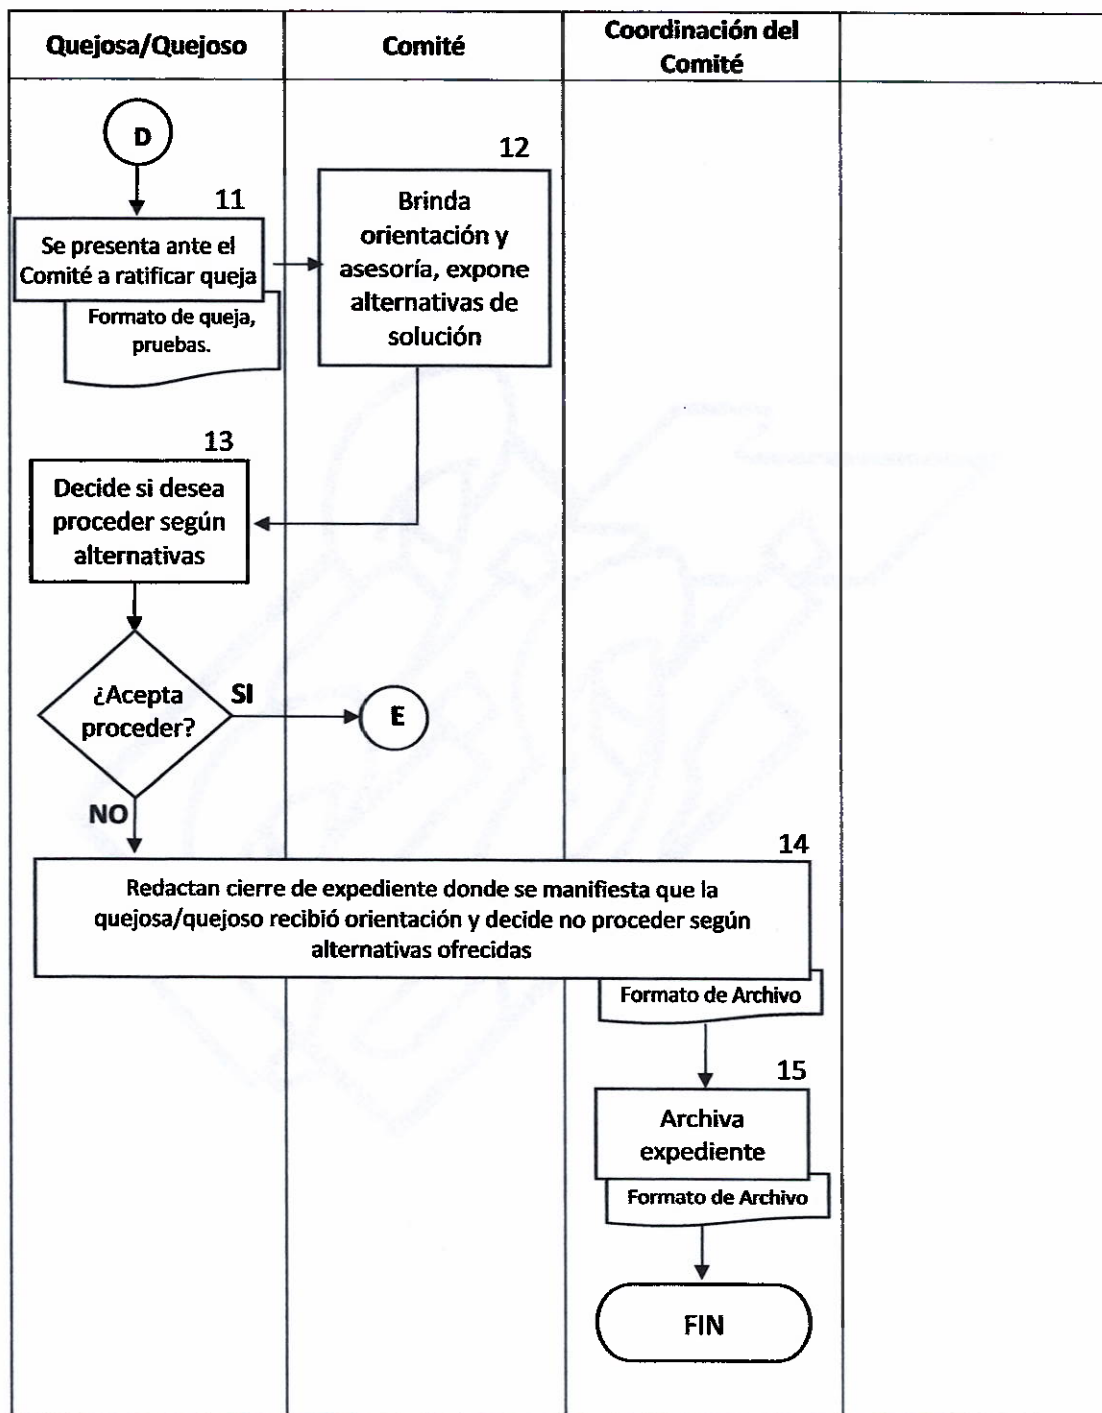 Quejosa/Quejoso
Comité
Coordinación del
Comité
D
11
Se presenta ante el
Comité a ratificar queja
Formato de queja,
pruebas.
12
Brinda
orientación y
asesoría, expone
alternativas de
solución
13
Decide si desea
proceder según
alternativas
¿Acepta
proceder?
SI
E
NO
14
Redactan cierre de expediente donde se manifiesta que la
quejosa/quejoso recibió orientación y decide no proceder según
alternativas ofrecidas
Formato de Archivo
15
Archiva
expediente
Formato de Archivo
FIN